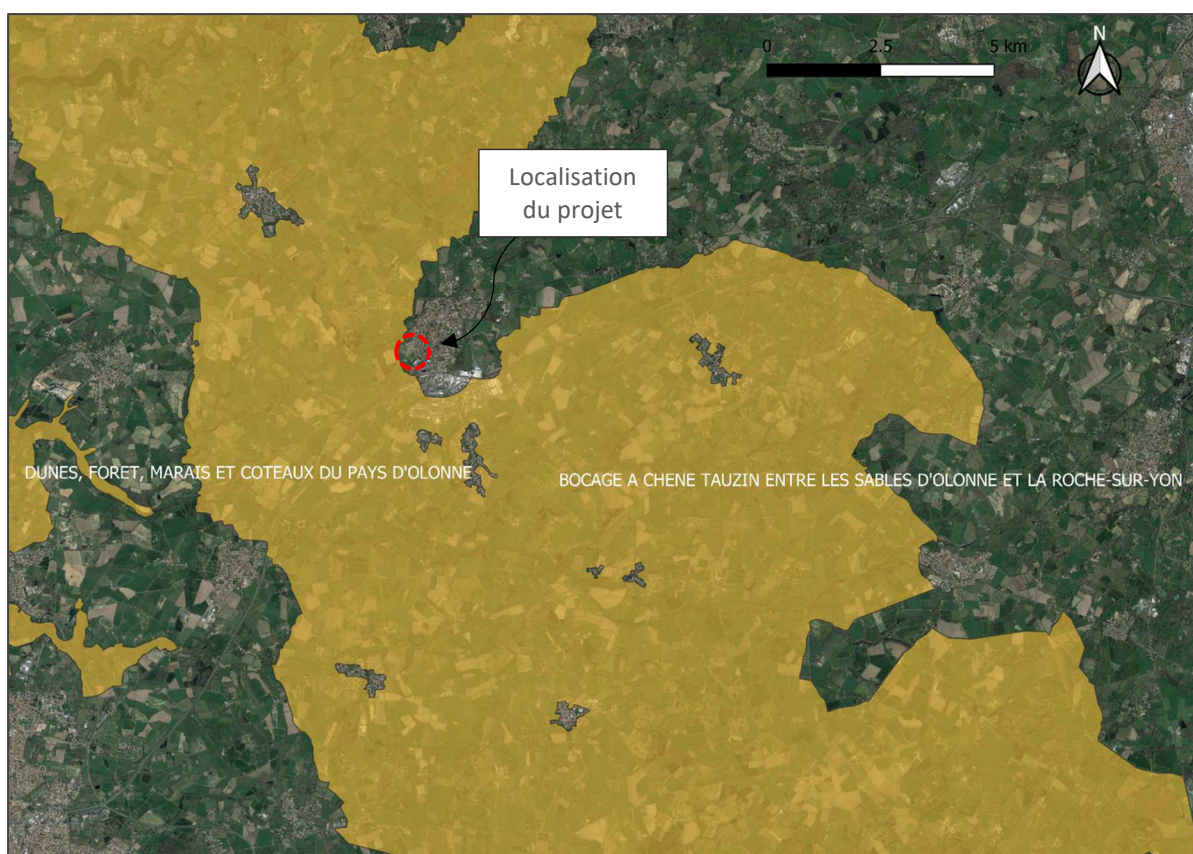 0 2.5 5 km
N
Localisation
du projet
DUNES, FORET, MARAIS ET COTEAUX DU PAYS D'OLONNE
BOCAGE A CHENE TAUZIN ENTRE LES SABLES D'OLONNE ET LA ROCHE-SUR-YON